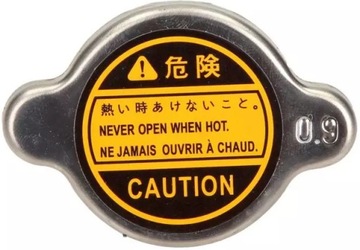 危険
熱い時あけないこと。
NEVER OPEN WHEN HOT.
NE JAMAIS OUVRIR À CHAUD.
CAUTION
0.9